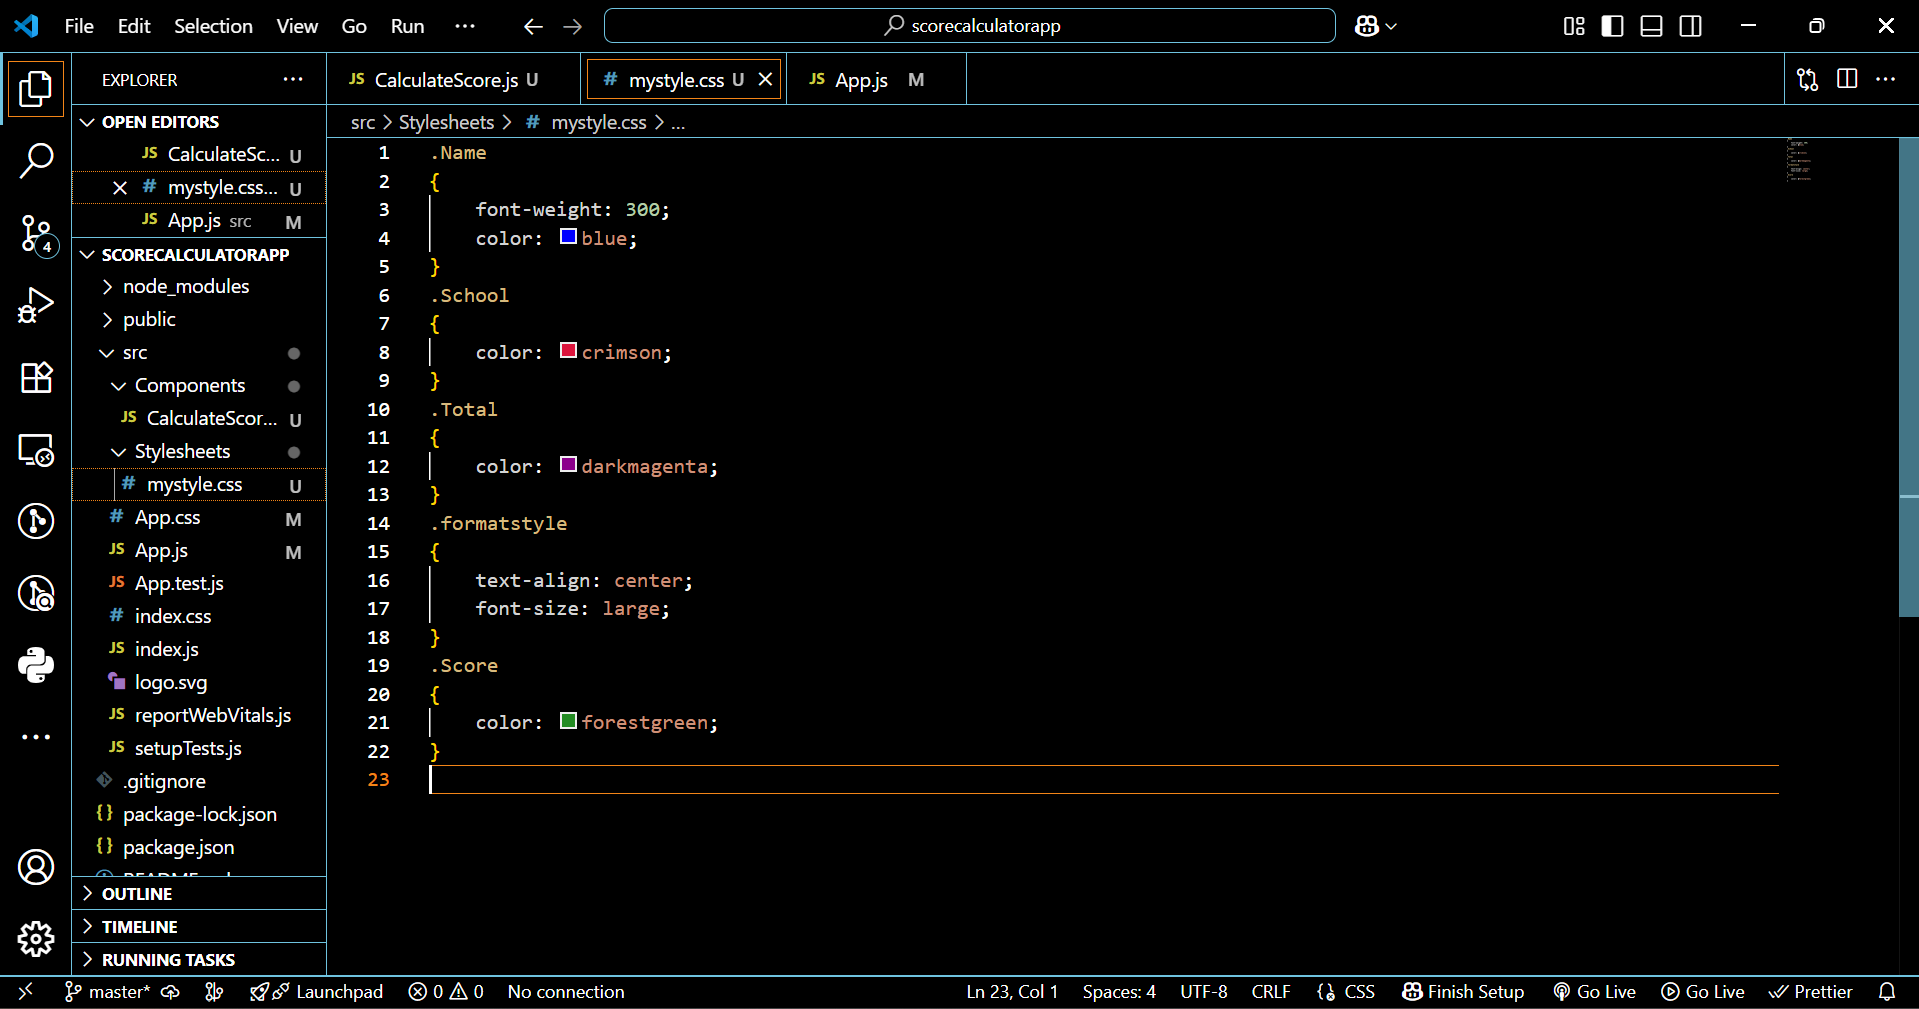 File Edit Selection View Go Run ··· scorecalculatorapp
EXPLORER ···
OPEN EDITORS
JS CalculateSc... U
# mystyle.css... U
JS App.js src M
SCORECALCULATORAPP
node_modules
public
src
Components
JS CalculateScor... U
Stylesheets
# mystyle.css U
# App.css M
JS App.js M
JS App.test.js
# index.css
JS index.js
logo.svg
JS reportWebVitals.js
JS setupTests.js
.gitignore
{} package-lock.json
{} package.json
OUTLINE
TIMELINE
RUNNING TASKS
4
JS CalculateScore.js U # mystyle.css U JS App.js M
src > Stylesheets > # mystyle.css > ...
1 .Name
2 {
3 font-weight: 300;
4 color: blue;
5 }
6 .School
7 {
8 color: crimson;
9 }
10 .Total
11 {
12 color: darkmagenta;
13 }
14 .formatstyle
15 {
16 text-align: center;
17 font-size: large;
18 }
19 .Score
20 {
21 color: forestgreen;
22 }
23
master* Launchpad 0 0 No connection Ln 23, Col 1 Spaces: 4 UTF-8 CRLF {} CSS Finish Setup Go Live Go Live Prettier